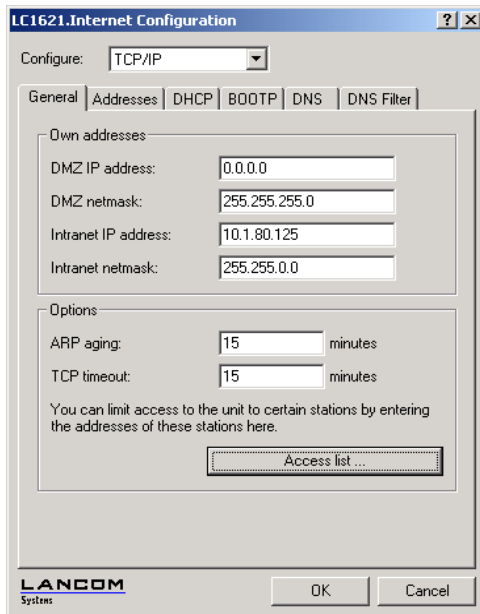 LC1621.Internet Configuration
Configure: TCP/IP
General Addresses DHCP BOOTP DNS DNS Filter
Own addresses
DMZ IP address: 0.0.0.0
DMZ netmask: 255.255.255.0
Intranet IP address: 10.1.80.125
Intranet netmask: 255.255.0.0
Options
ARP aging: 15 minutes
TCP timeout: 15 minutes
You can limit access to the unit to certain stations by entering
the addresses of these stations here.
Access list ...
LANCOM
Systems
OK Cancel